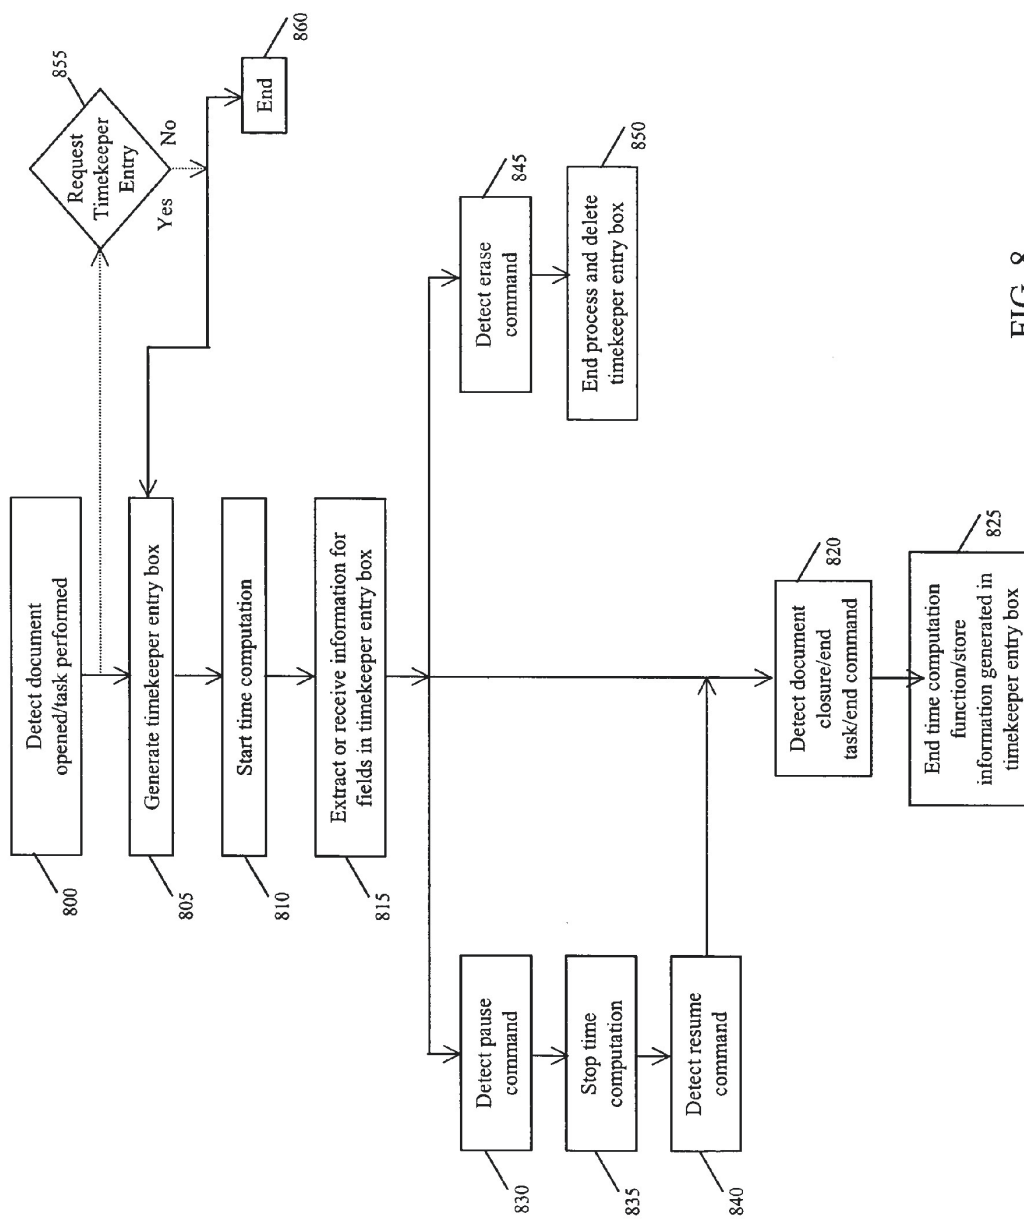 Detect document
opened/task performed
800
Request
Timekeeper
Entry
855
Yes
No
End
860
Generate timekeeper entry box
805
Start time computation
810
Extract or receive information for
fields in timekeeper entry box
815
Detect pause
command
830
Stop time
computation
835
Detect resume
command
840
Detect erase
command
845
End process and delete
timekeeper entry box
850
Detect document
closure/end
task/end command
820
End time computation
function/store
information generated in
timekeeper entry box
825
FIG. 8